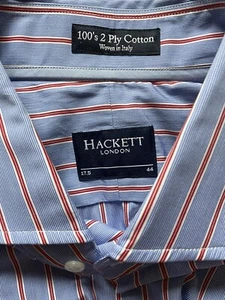 100's 2 Ply Cotton
Woven in Italy
HACKETT
LONDON
17.5 44